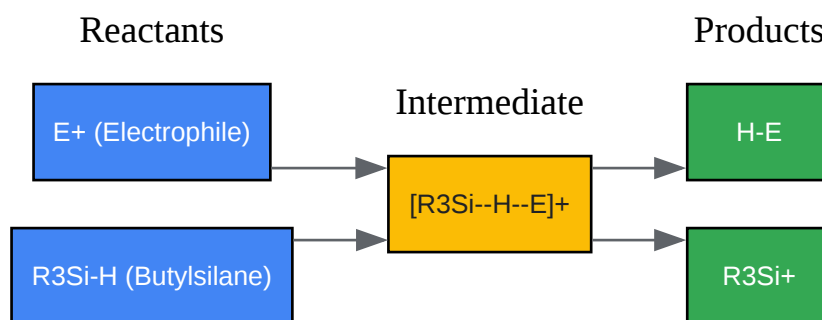 Reactants
Products
E+ (Electrophile)
Intermediate
H-E
[R3Si--H--E]+
R3Si-H (Butylsilane)
R3Si+